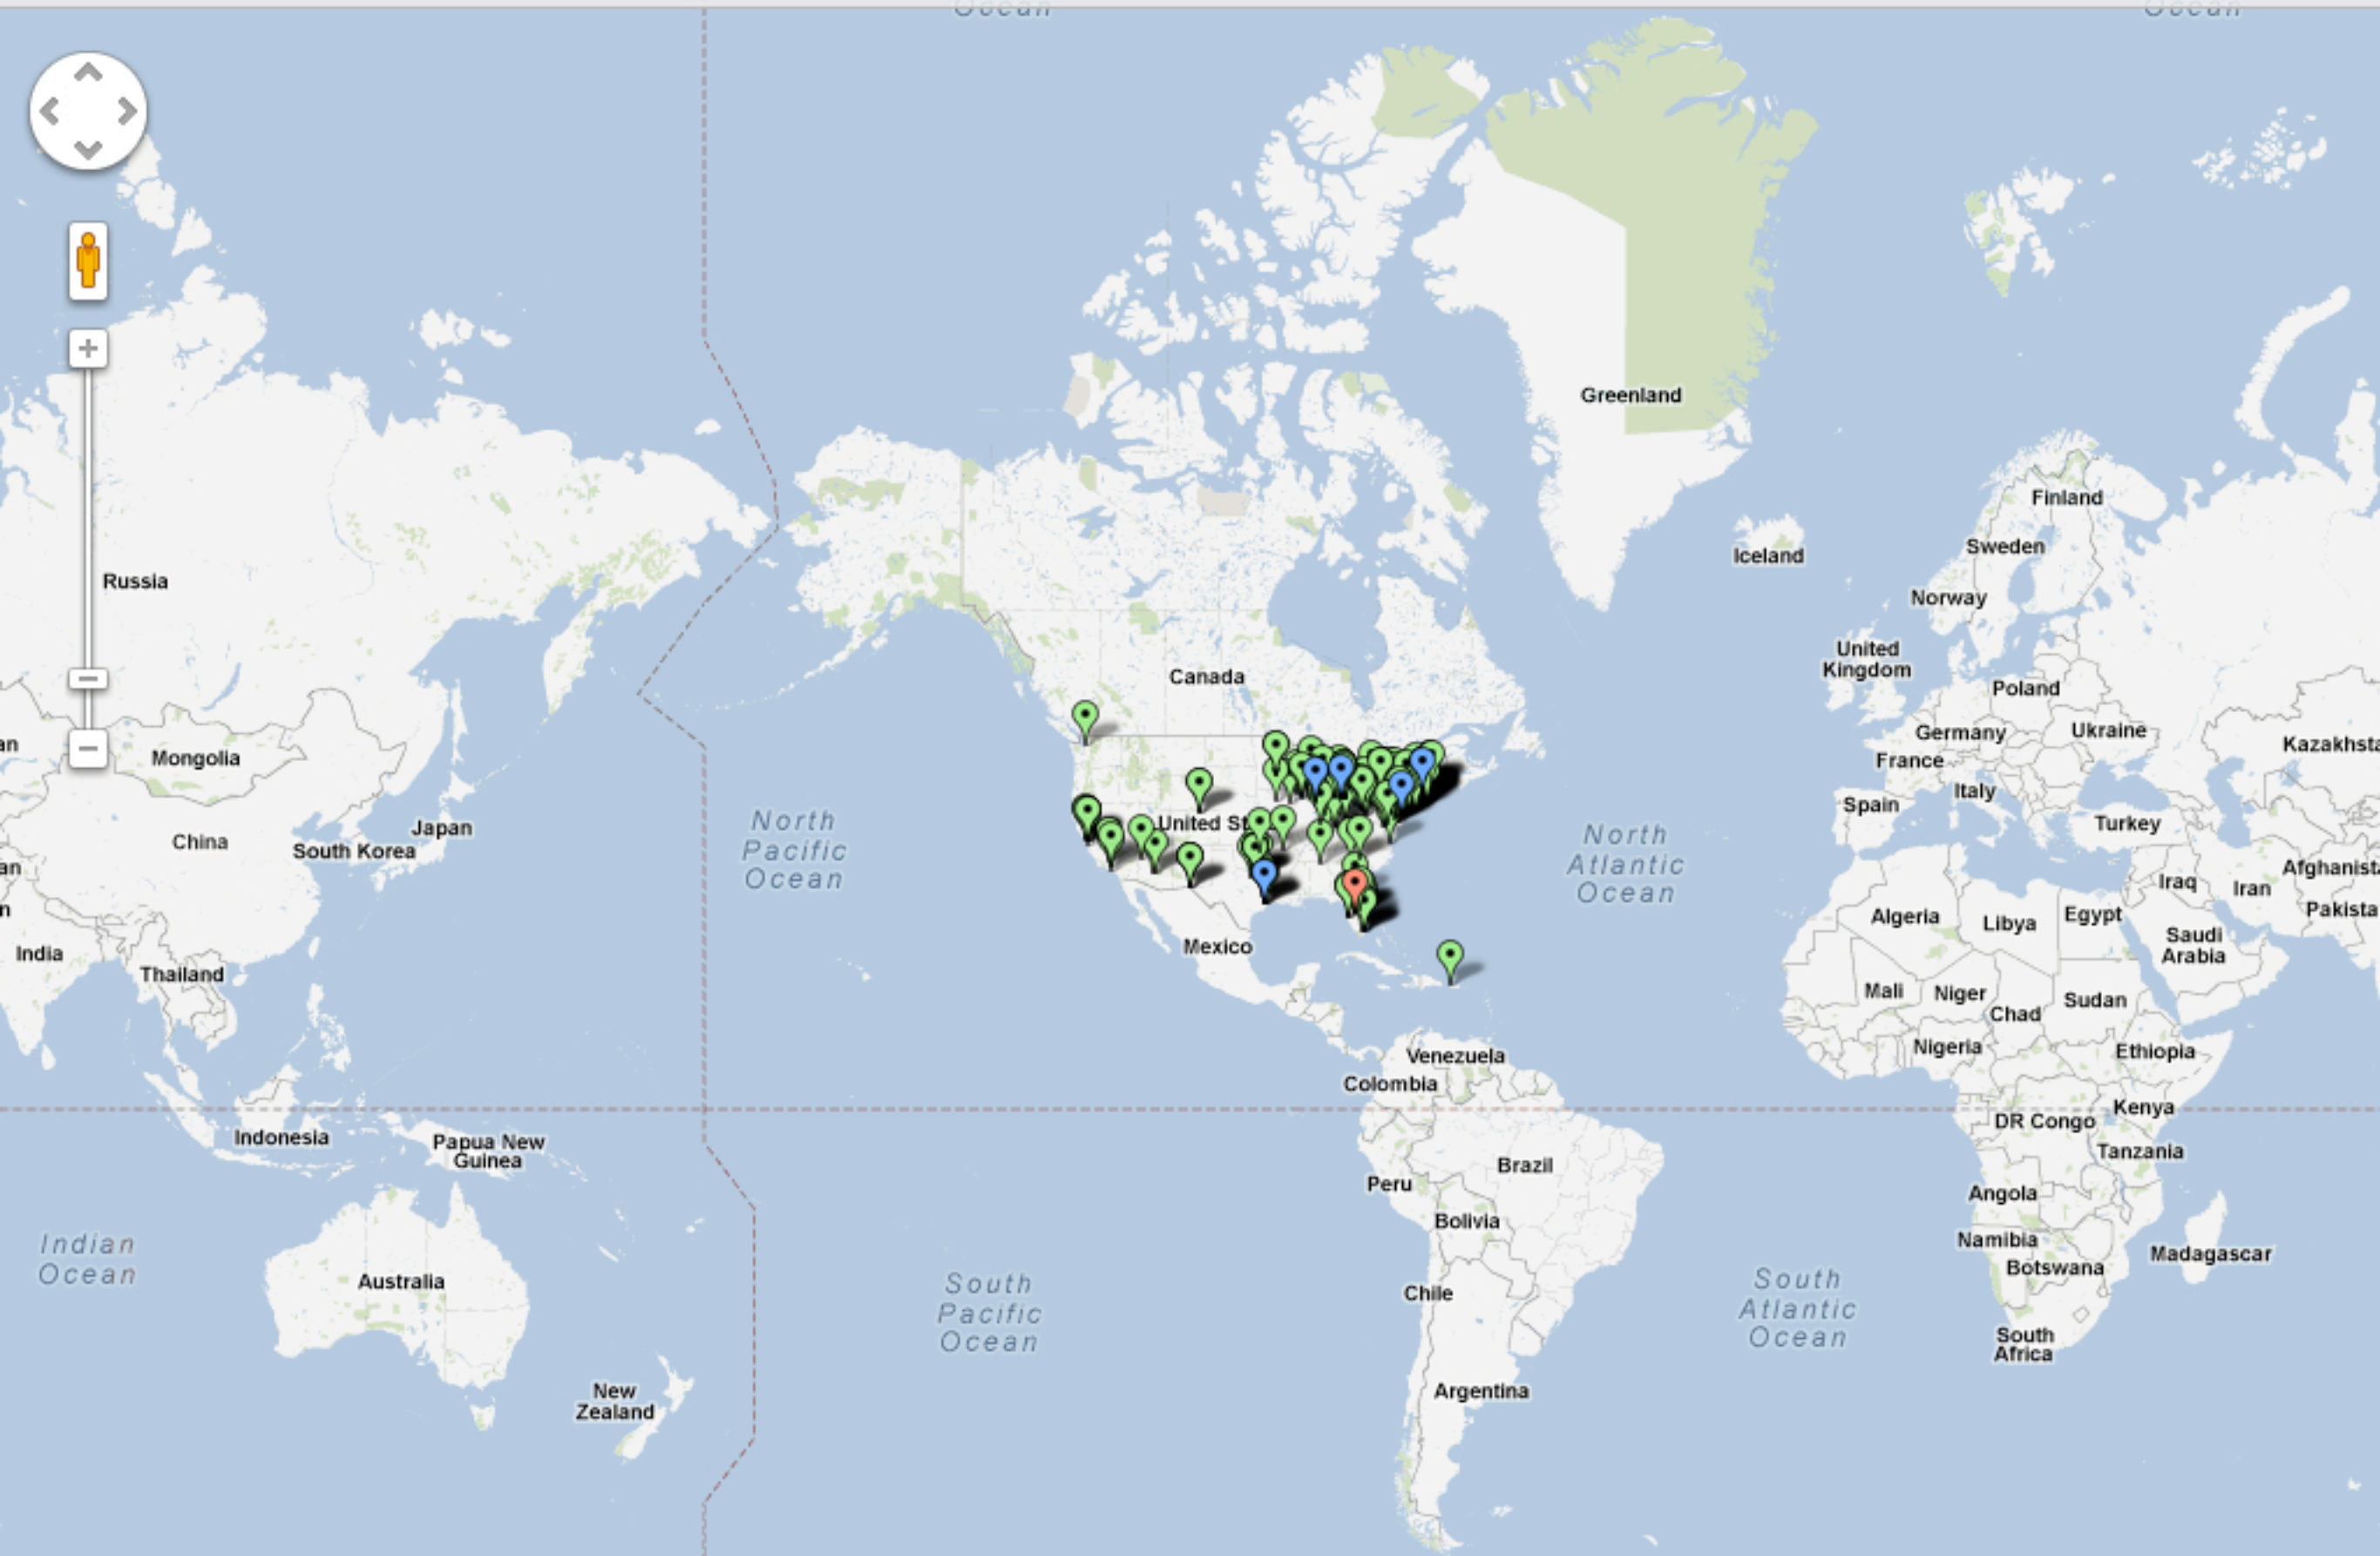 Ocean
Ocean
Greenland
Finland
Sweden
Iceland
Russia
Norway
United
Kingdom
Canada
Poland
Germany
Ukraine
an
Kazakhsta
Mongolia
France
Italy
Spain
United St
North
Pacific
Ocean
North
Atlantic
Ocean
Japan
Turkey
China
South Korea
an
Afghanista
Iraq
Iran
n
Pakista
Algeria
Libya
Egypt
India
Mexico
Saudi
Arabia
Thailand
Mali
Niger
Sudan
Chad
Nigeria
Ethiopia
Venezuela
Colombia
Kenya
DR Congo
Indonesia
Papua New
Guinea
Tanzania
Brazil
Peru
Angola
Bolivia
Indian
Ocean
Namibia
Madagascar
Botswana
Australia
Chile
South
Pacific
Ocean
South
Atlantic
Ocean
South
Africa
New
Zealand
Argentina